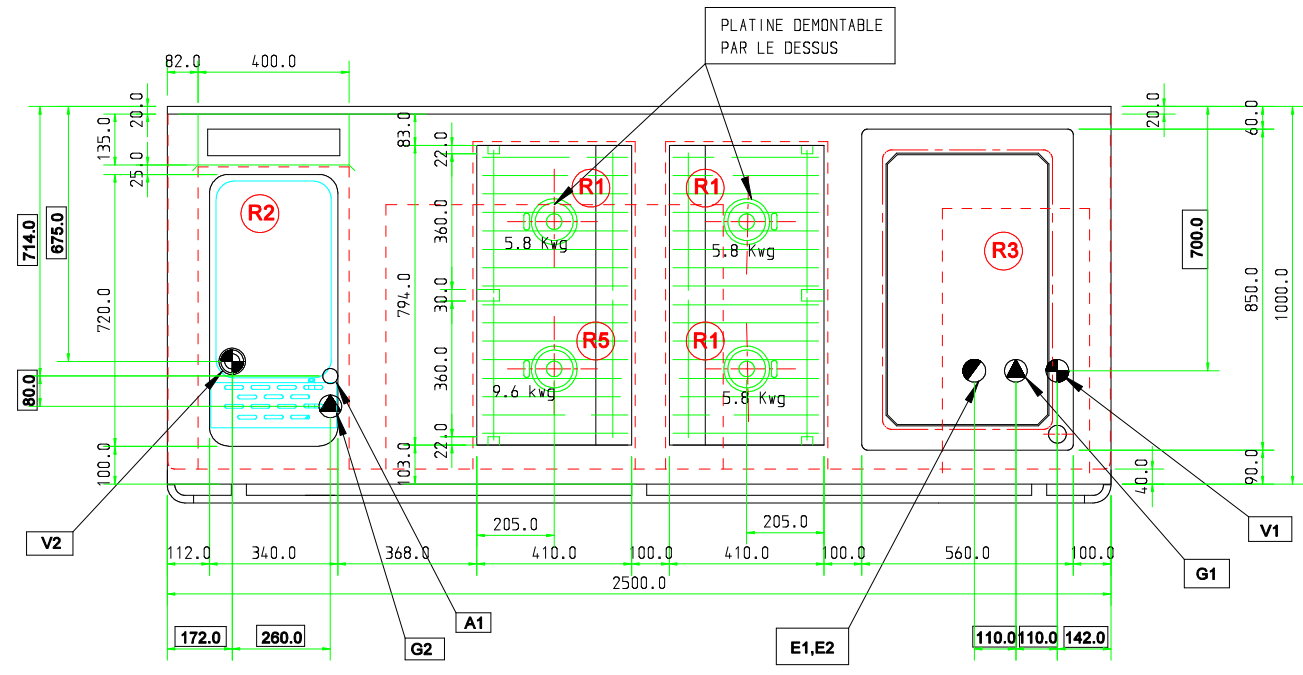 PLATINE DEMONTABLE
PAR LE DESSUS
82.0
400.0
20.0
135.0
25.0
714.0
675.0
720.0
80.0
100.0
83.0
794.0
103.0
22.0
360.0
30.0
360.0
22.0
R2
R1
R1
R5
R1
R3
5.8 Kwg
5.8 Kwg
9.6 kwg
5.8 Kwg
20.0
60.0
700.0
850.0
1000.0
40.0
90.0
205.0
205.0
112.0
340.0
368.0
410.0
100.0
410.0
100.0
560.0
100.0
2500.0
172.0
260.0
110.0
110.0
142.0
V2
G2
A1
E1,E2
G1
V1